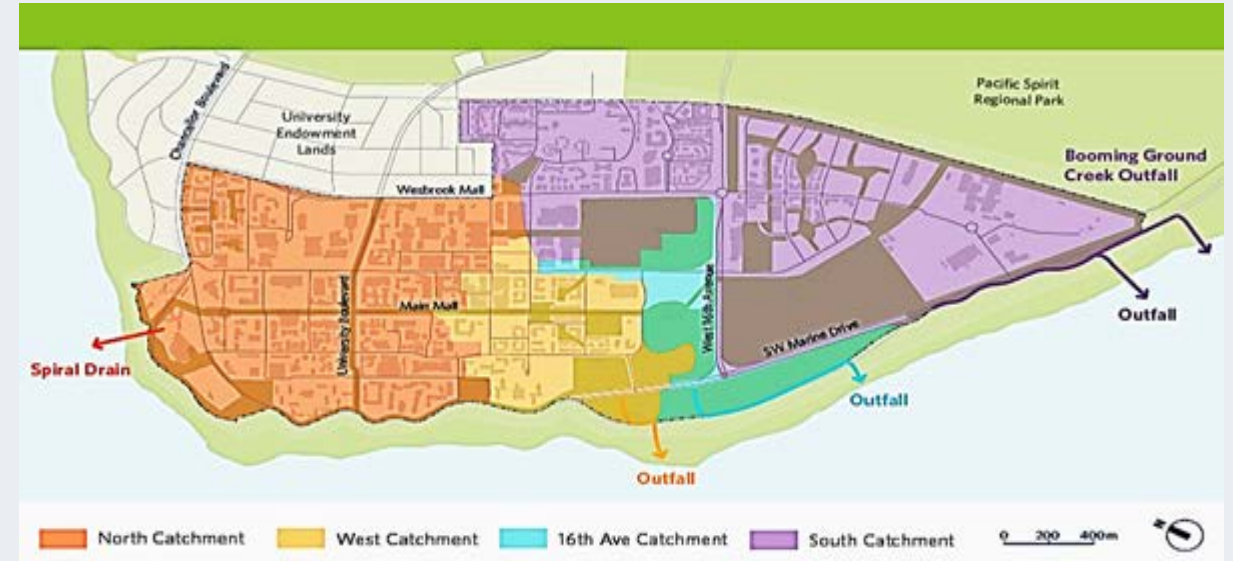 Pacific Spirit
Regional Park
Chancellor Boulevard
University
Endowment
Lands
Booming Ground
Creek Outfall
Wesbrook Mall
University Boulevard
Main Mall
West 16th Avenue
SW Marine Drive
Outfall
Spiral Drain
Outfall
Outfall
North Catchment
West Catchment
16th Ave Catchment
South Catchment
0 200 400m
N